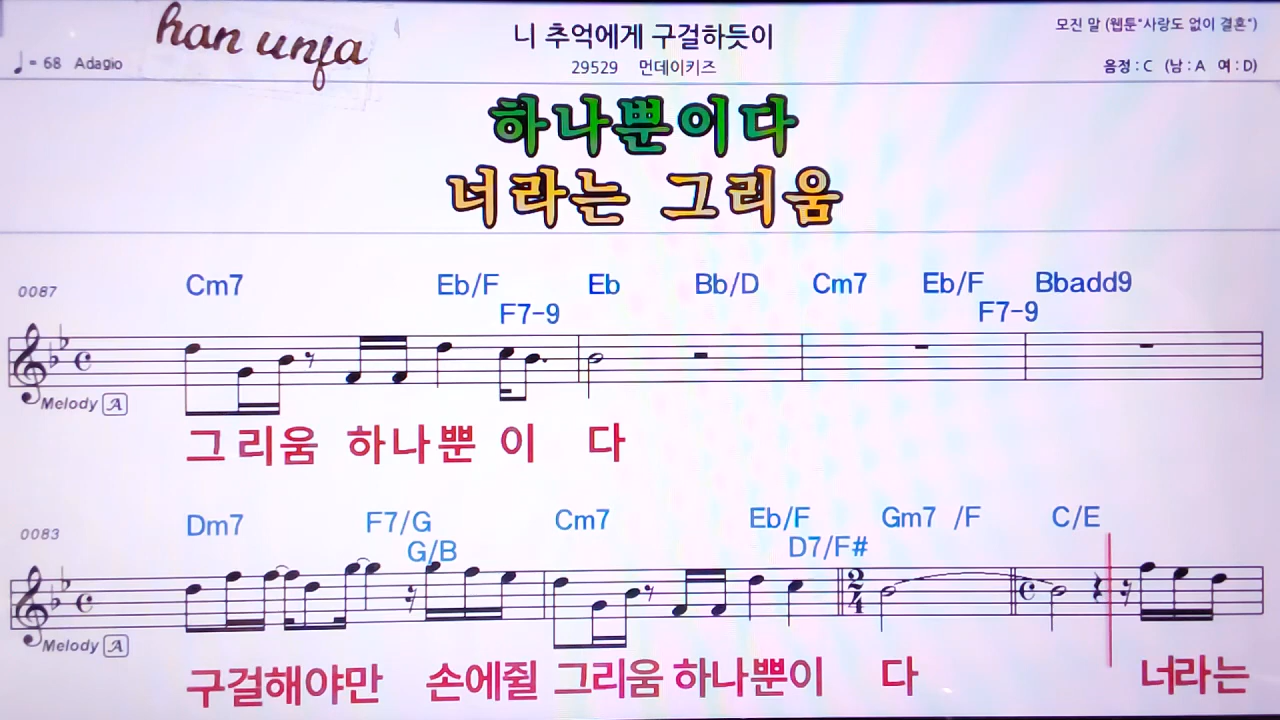 han unfa
니 추억에게 구걸하듯이
모진 말 (웹툰"사랑도 없이 결혼")
♩= 68 Adagio
29529 먼데이키즈
음정 : C (남 : A 여 : D)
하나뿐이다
너라는 그리움
0087 Cm7 Eb/F Eb Bb/D Cm7 Eb/F Bbadd9
F7-9 F7-9
Melody A
그리움 하나뿐 이 다
0083 Dm7 F7/G Cm7 Eb/F Gm7 /F C/E
G/B D7/F#
2
4
Melody A
구걸해야만 손에쥘 그리움 하나뿐이 다 너라는